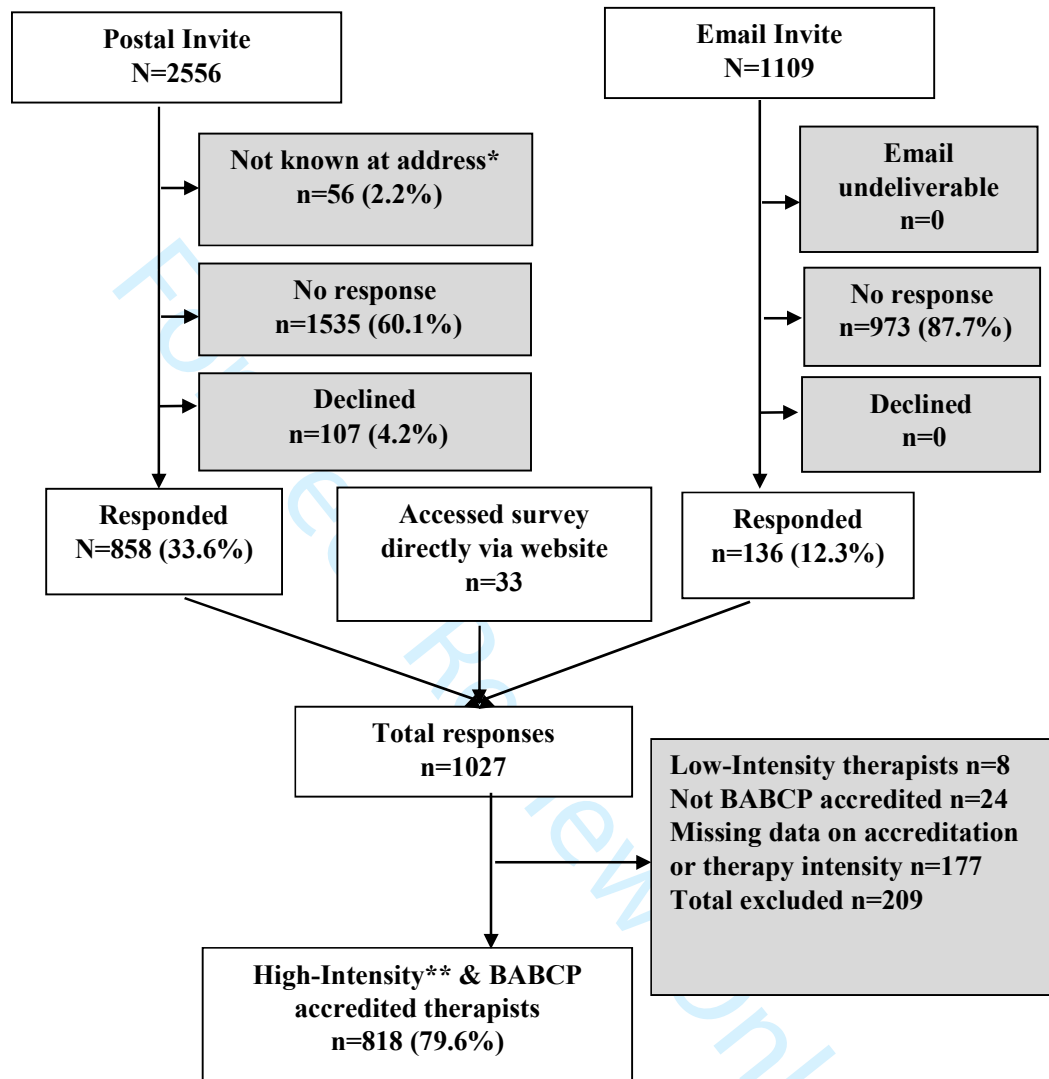 Postal Invite
N=2556
Email Invite
N=1109
Not known at address*
n=56 (2.2%)
Email
undeliverable
n=0
No response
n=1535 (60.1%)
No response
n=973 (87.7%)
Declined
n=107 (4.2%)
Declined
n=0
Responded
N=858 (33.6%)
Accessed survey
directly via website
n=33
Responded
n=136 (12.3%)
Total responses
n=1027
Low-Intensity therapists n=8
Not BABCP accredited n=24
Missing data on accreditation
or therapy intensity n=177
Total excluded n=209
High-Intensity** & BABCP
accredited therapists
n=818 (79.6%)